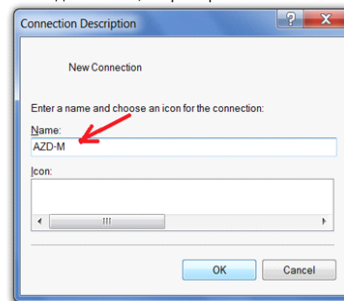 Connection Description
New Connection
Enter a name and choose an icon for the connection:
Name:
AZD-M
Icon:
OK
Cancel